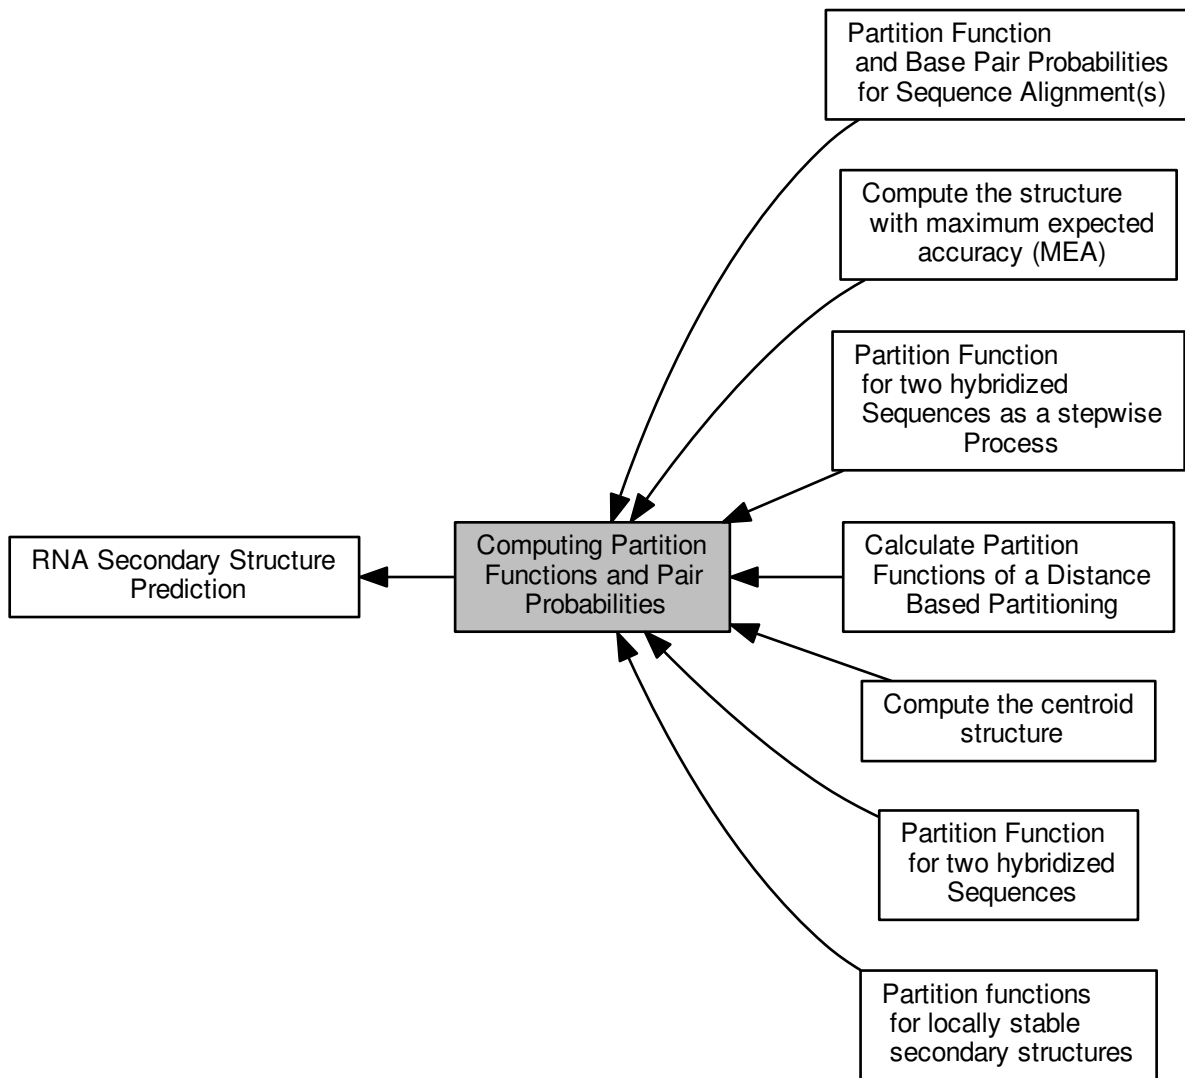 Partition Function
and Base Pair Probabilities
for Sequence Alignment(s)
Compute the structure
with maximum expected
accuracy (MEA)
Partition Function
for two hybridized
Sequences as a stepwise
Process
RNA Secondary Structure
Prediction
Computing Partition
Functions and Pair
Probabilities
Calculate Partition
Functions of a Distance
Based Partitioning
Compute the centroid
structure
Partition Function
for two hybridized
Sequences
Partition functions
for locally stable
secondary structures